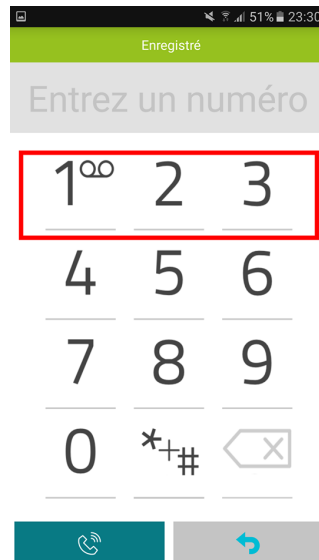 51% 23:30
Enregistré
Entrez un numéro
1 2 3
4 5 6
7 8 9
0 *+#